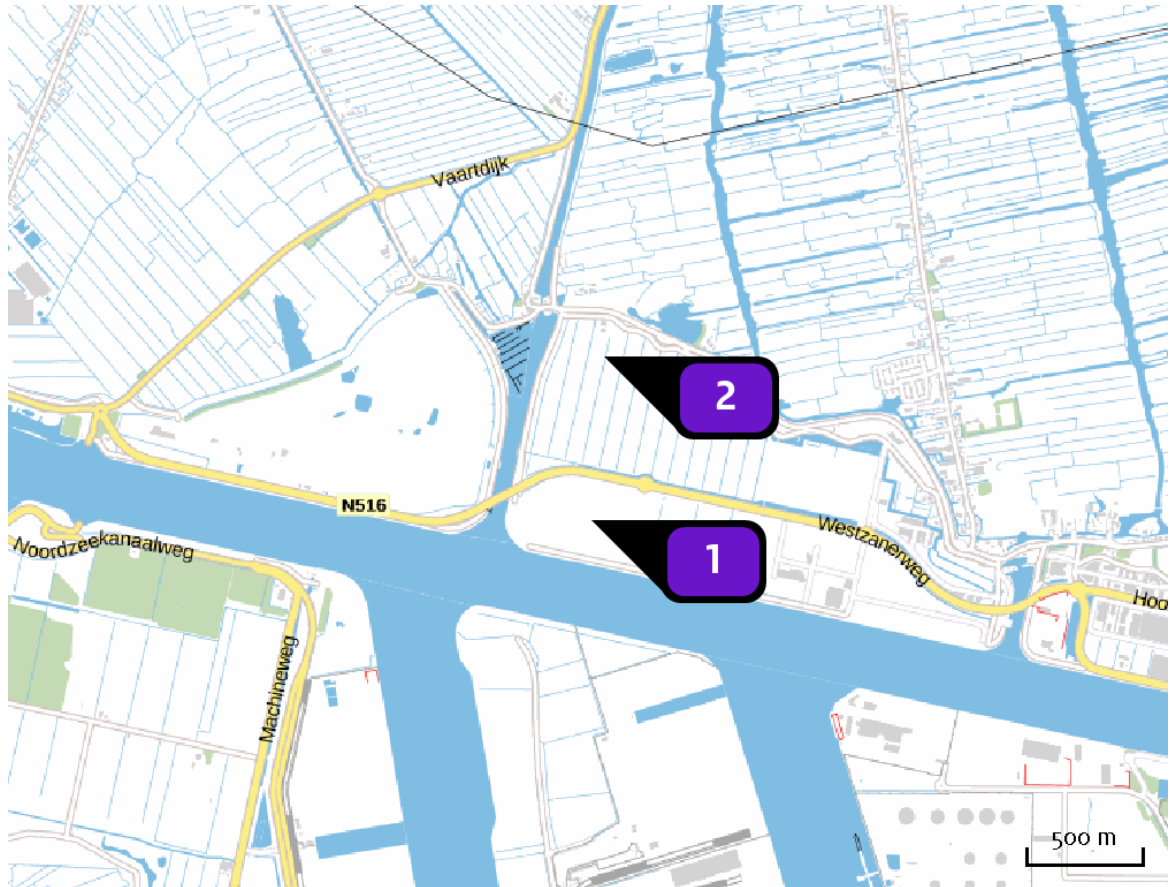 Vaartdijk
2
N516
Noordzeekanaalweg
Westzanerweg
1
Hoo
Machineweg
500 m